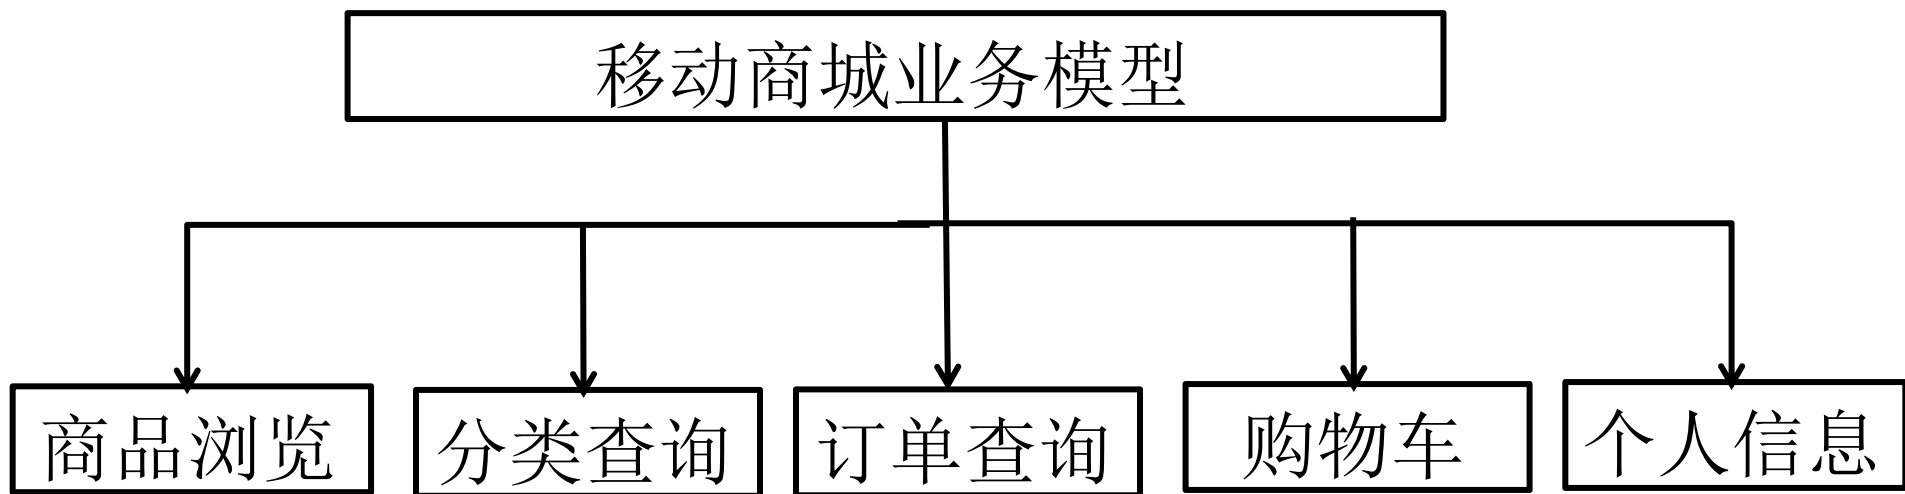 移动商城业务模型
商品浏览
分类查询
订单查询
购物车
个人信息